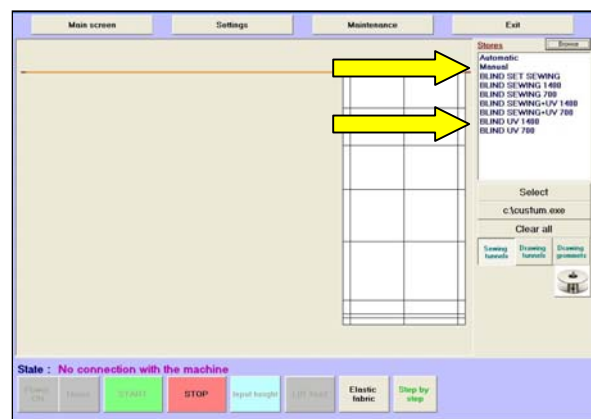 Main screen
Settings
Maintenance
Exit
Stores
Browse
Automatic
Manual
BLIND SET SEWING
BLIND SEWING 1400
BLIND SEWING 700
BLIND SEWING+UV 1400
BLIND SEWING+UV 700
BLIND UV 1400
BLIND UV 700
Select
c:\custum.exe
Clear all
Sewing tunnels
Drawing tunnels
Drawing grommets
State : No connection with the machine
START
STOP
Input height
Elastic fabric
Step by step